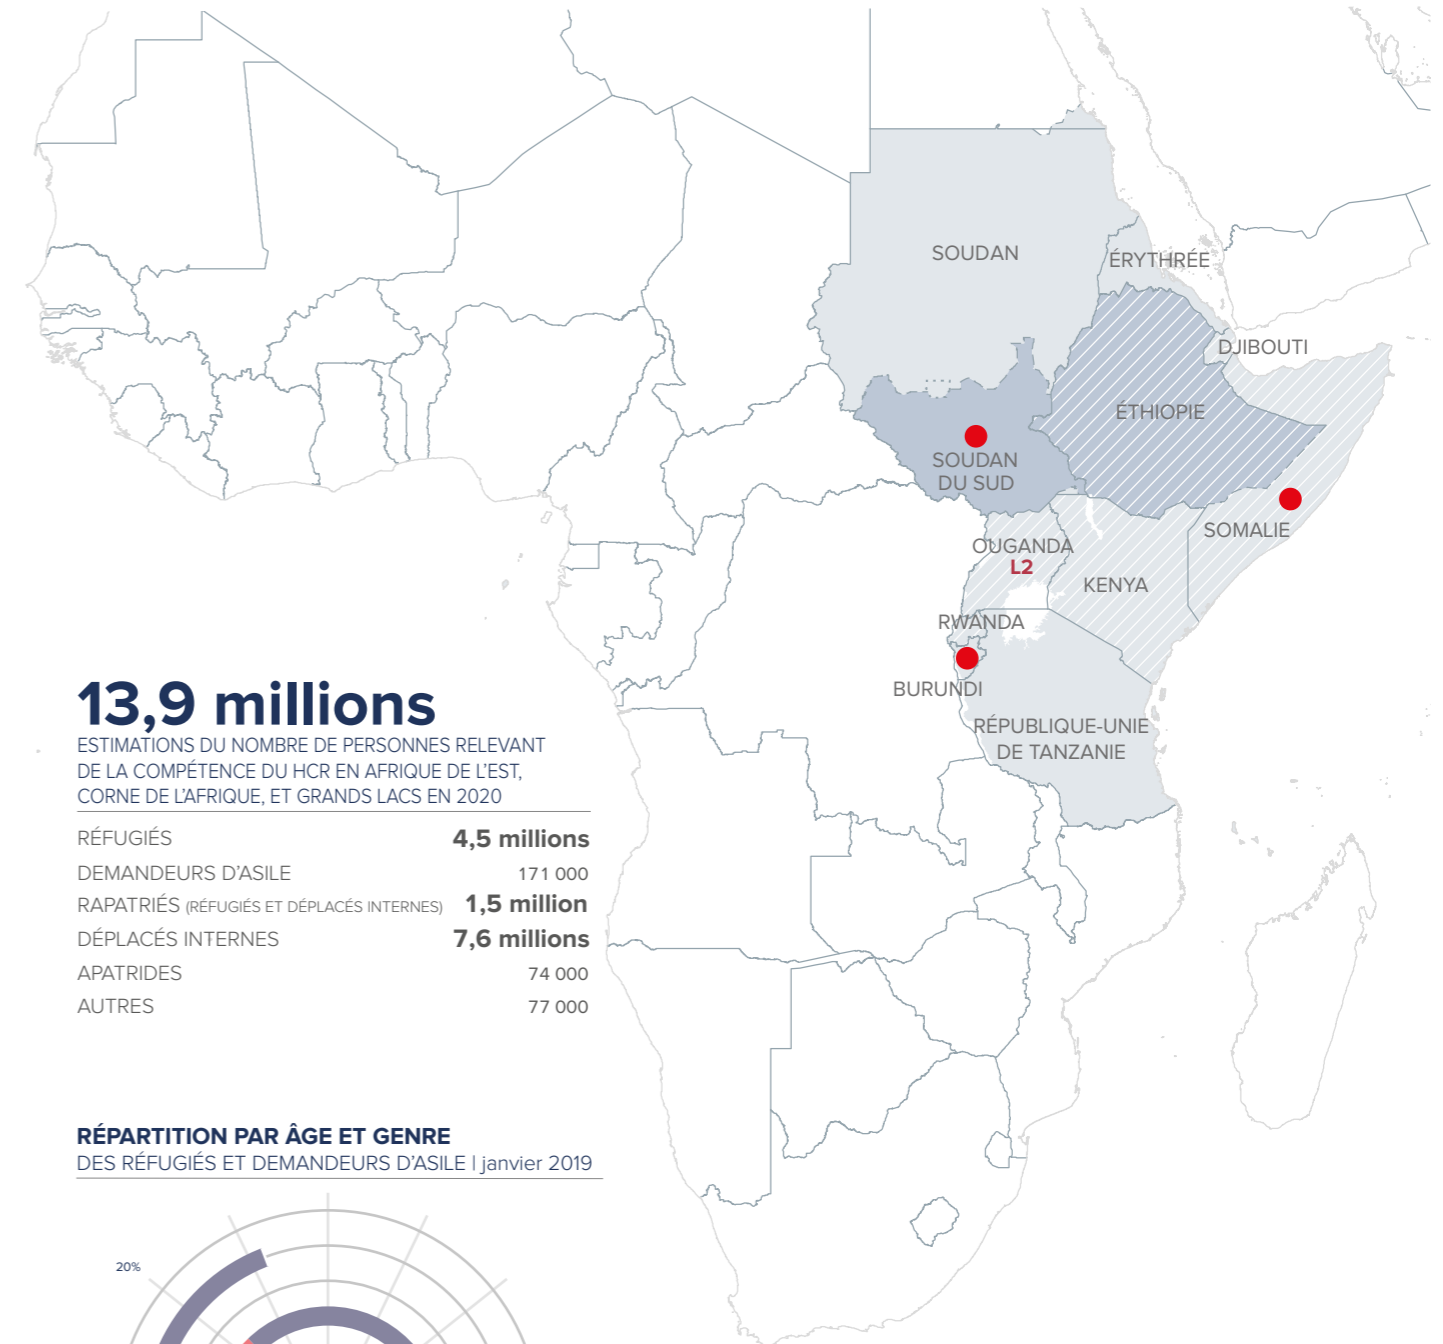 SOUDAN
ÉRYTHRÉE
DJIBOUTI
ÉTHIOPIE
SOUDAN
DU SUD
SOMALIE
OUGANDA
L2
KENYA
RWANDA
BURUNDI
RÉPUBLIQUE-UNIE
DE TANZANIE
13,9 millions
ESTIMATIONS DU NOMBRE DE PERSONNES RELEVANT
DE LA COMPÉTENCE DU HCR EN AFRIQUE DE L’EST,
CORNE DE L’AFRIQUE, ET GRANDS LACS EN 2020
RÉFUGIÉS 4,5 millions
DEMANDEURS D’ASILE 171 000
RAPATRIÉS (RÉFUGIÉS ET DÉPLACÉS INTERNES) 1,5 million
DÉPLACÉS INTERNES 7,6 millions
APATRIDES 74 000
AUTRES 77 000
RÉPARTITION PAR ÂGE ET GENRE
DES RÉFUGIÉS ET DEMANDEURS D’ASILE | janvier 2019
20%